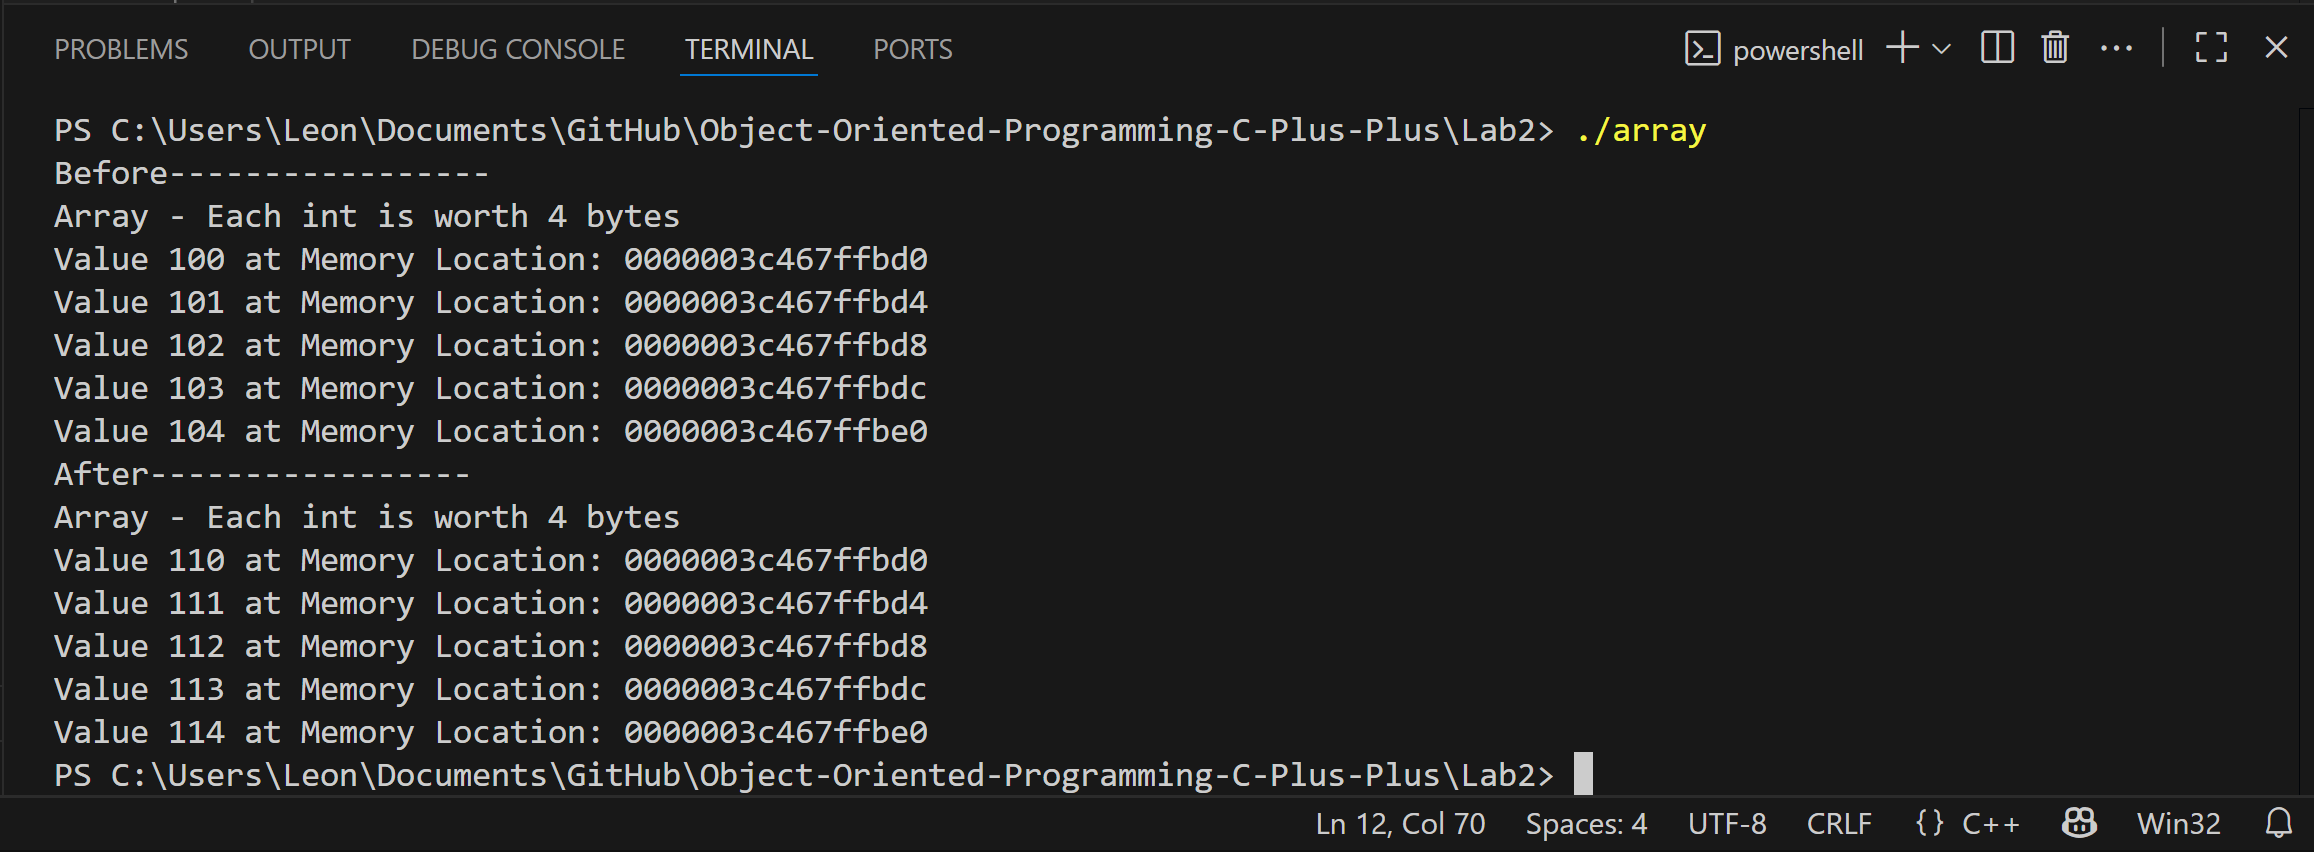 PROBLEMS OUTPUT DEBUG CONSOLE TERMINAL PORTS powershell
PS C:\Users\Leon\Documents\GitHub\Object-Oriented-Programming-C-Plus-Plus\Lab2> ./array
Before-----------------
Array - Each int is worth 4 bytes
Value 100 at Memory Location: 0000003c467ffbd0
Value 101 at Memory Location: 0000003c467ffbd4
Value 102 at Memory Location: 0000003c467ffbd8
Value 103 at Memory Location: 0000003c467ffbdc
Value 104 at Memory Location: 0000003c467ffbe0
After-----------------
Array - Each int is worth 4 bytes
Value 110 at Memory Location: 0000003c467ffbd0
Value 111 at Memory Location: 0000003c467ffbd4
Value 112 at Memory Location: 0000003c467ffbd8
Value 113 at Memory Location: 0000003c467ffbdc
Value 114 at Memory Location: 0000003c467ffbe0
PS C:\Users\Leon\Documents\GitHub\Object-Oriented-Programming-C-Plus-Plus\Lab2>
Ln 12, Col 70 Spaces: 4 UTF-8 CRLF {} C++ Win32